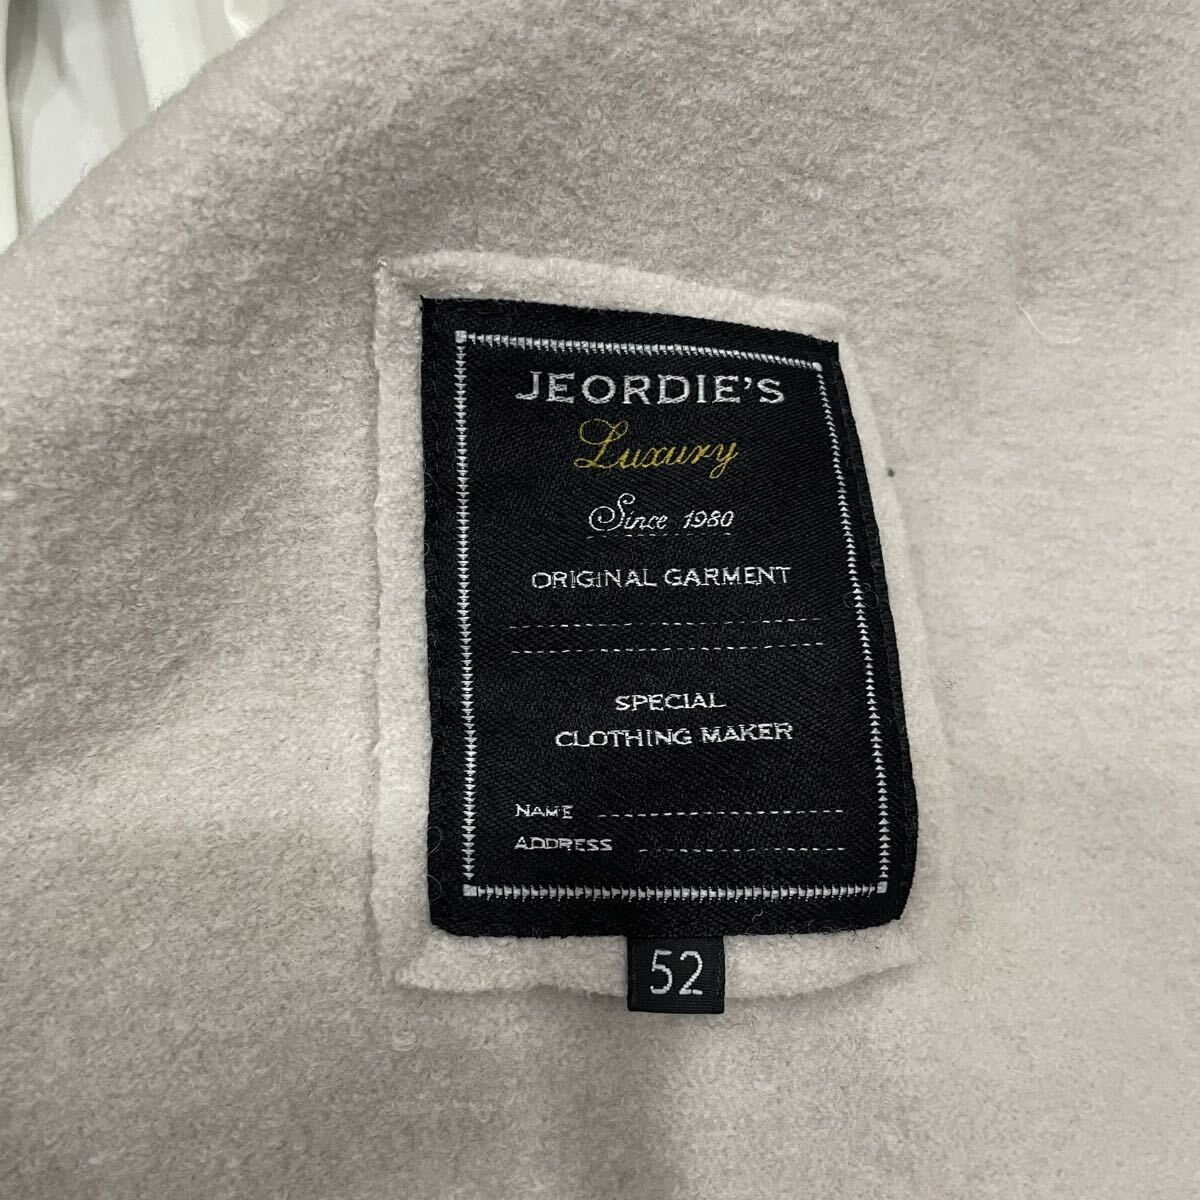 JEORDIE'S
Luxury
Since 1980
ORIGINAL GARMENT
SPECIAL
CLOTHING MAKER
NAME
ADDRESS
52